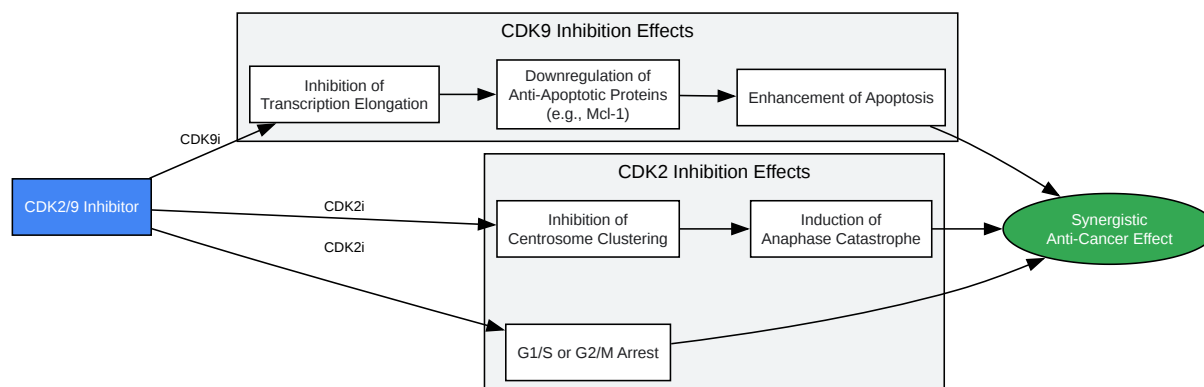 CDK9 Inhibition Effects
Inhibition of
Transcription Elongation
Downregulation of
Anti-Apoptotic Proteins
(e.g., Mcl-1)
Enhancement of Apoptosis
CDK9i
CDK2/9 Inhibitor
CDK2i
CDK2i
CDK2 Inhibition Effects
Inhibition of
Centrosome Clustering
Induction of
Anaphase Catastrophe
G1/S or G2/M Arrest
Synergistic
Anti-Cancer Effect